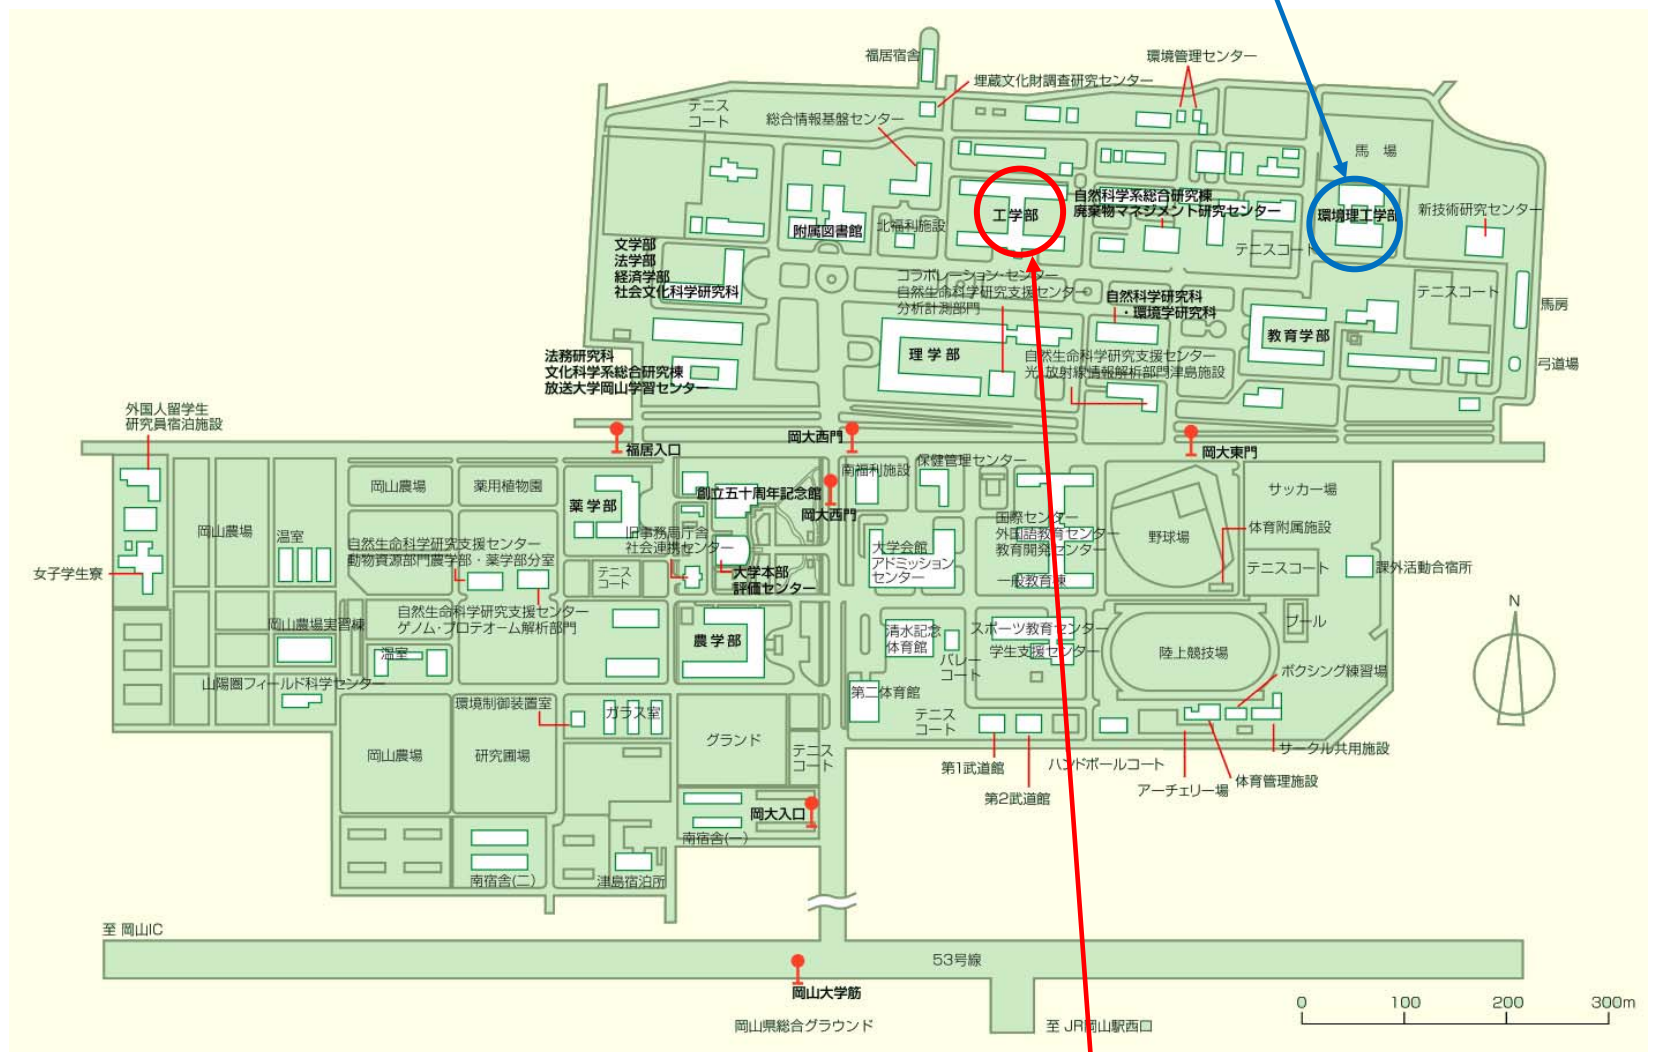 福居宿舎
環境管理センター
埋蔵文化財調査研究センター
テニス
コート
総合情報基盤センター
馬 場
自然科学系総合研究棟
廃棄物マネジメント研究センター
工学部
環境理工学部
新技術研究センター
附属図書館
北福利施設
テニスコート
文学部
法学部
経済学部
社会文化科学研究科
コラボレーション・センター
自然生命科学研究支援センター
分析計測部門
自然科学研究科
・環境学研究科
テニスコート
馬房
教育学部
理学部
自然生命科学研究支援センター
光・放射線情報解析部門津島施設
弓道場
法務研究科
文化科学系総合研究棟
放送大学岡山学習センター
外国人留学生
研究員宿泊施設
福居入口
岡大西門
岡大東門
南福利施設
保健管理センター
岡山農場
薬用植物園
創立五十周年記念館
サッカー場
薬学部
岡大西門
国際センター
外国語教育センター
教育開発センター
体育附属施設
岡山農場
温室
旧事務局庁舎
社会連携センター
野球場
自然生命科学研究支援センター
動物資源部門農学部・薬学部分室
大学会館
アドミッション
センター
テニスコート
課外活動合宿所
女子学生寮
テニス
コート
大学本部
評価センター
一般教育棟
自然生命科学研究支援センター
ゲノム・プロテオーム解析部門
岡山農場実習棟
農学部
清水記念
体育館
スポーツ教育センター
プール
温室
バレー
コート
学生支援センター
陸上競技場
ボクシング練習場
山陽圏フィールド科学センター
第二体育館
環境制御装置室
ガラス室
テニス
コート
グランド
テニス
コート
サークル共用施設
岡山農場
研究圃場
第1武道館
ハンドボールコート
体育管理施設
第2武道館
アーチェリー場
岡大入口
南宿舎(一)
南宿舎(二)
津島宿泊所
N
至 岡山IC
53号線
岡山大学筋
岡山県総合グラウンド
至 JR岡山駅西口
0 100 200 300m